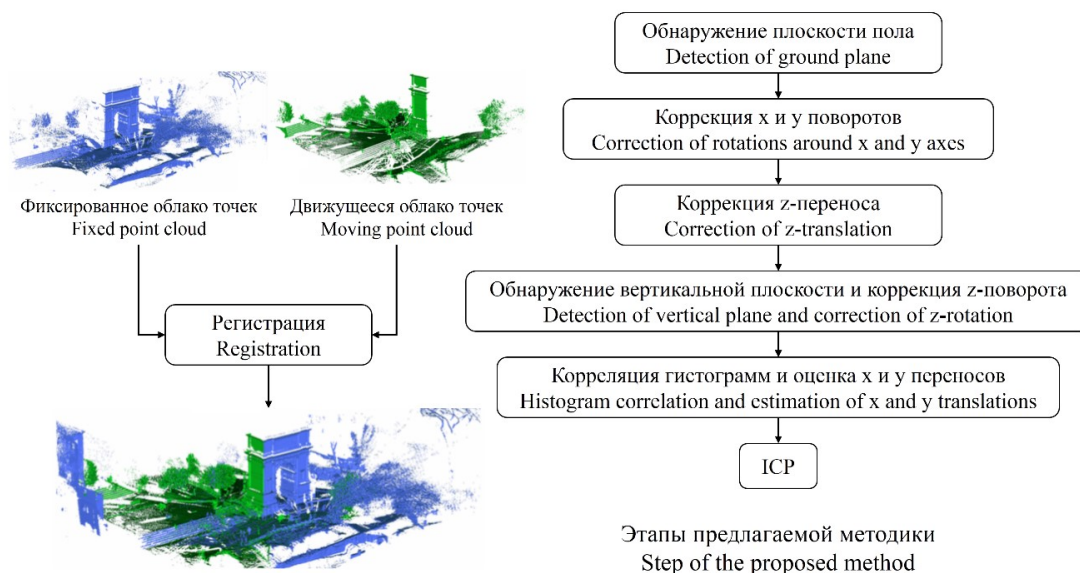 Фиксированное облако точек
Fixed point cloud
Движущееся облако точек
Moving point cloud
Регистрация
Registration
Обнаружение плоскости пола
Detection of ground plane
Коррекция x и y поворотов
Correction of rotations around x and y axes
Коррекция z-переноса
Correction of z-translation
Обнаружение вертикальной плоскости и коррекция z-поворота
Detection of vertical plane and correction of z-rotation
Корреляция гистограмм и оценка x и y переносов
Histogram correlation and estimation of x and y translations
ICP
Этапы предлагаемой методики
Step of the proposed method